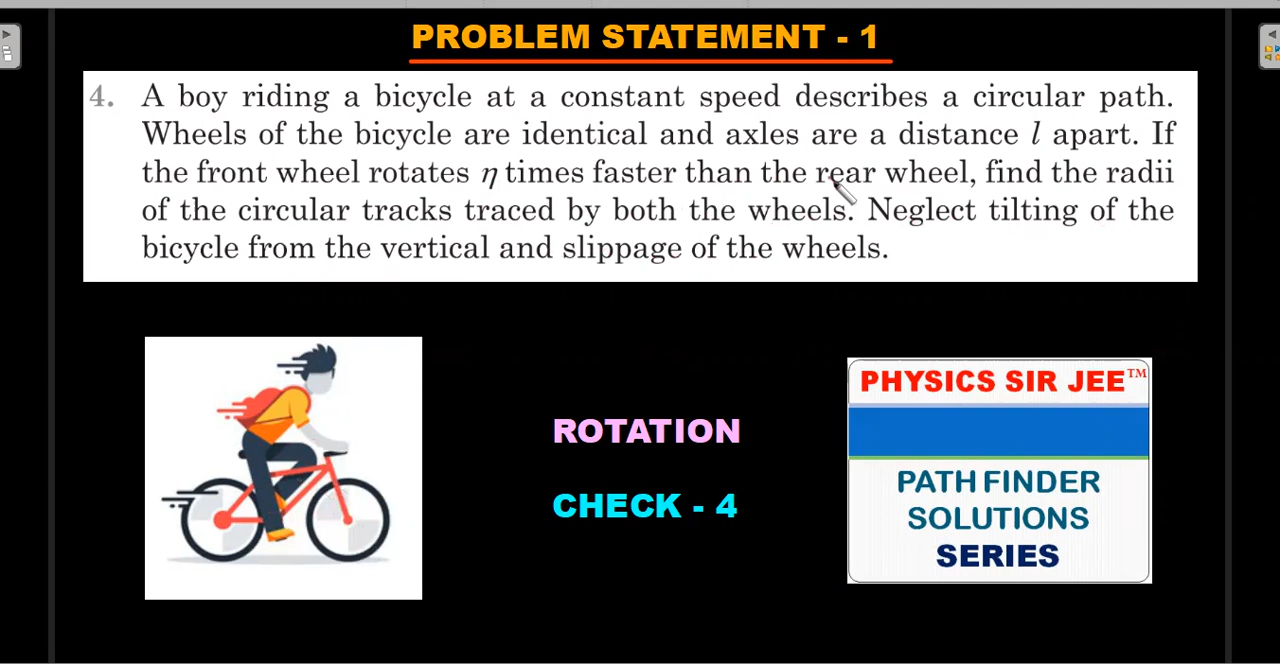 PROBLEM STATEMENT - 1
4. A boy riding a bicycle at a constant speed describes a circular path.
Wheels of the bicycle are identical and axles are a distance l apart. If
the front wheel rotates η times faster than the rear wheel, find the radii
of the circular tracks traced by both the wheels. Neglect tilting of the
bicycle from the vertical and slippage of the wheels.
ROTATION
CHECK - 4
PHYSICS SIR JEE™
PATH FINDER
SOLUTIONS
SERIES